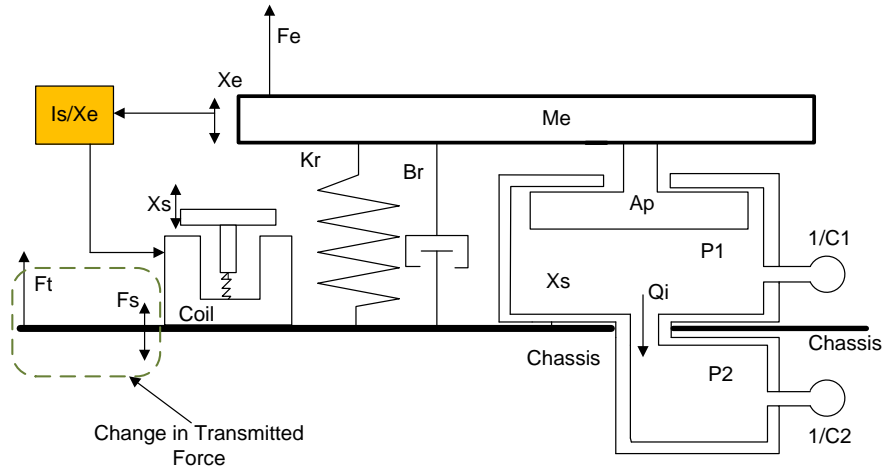 Fe
Xe
Is/Xe
Me
Kr
Br
Xs
Ap
P1
1/C1
Ft
Fs
Coil
Xs
Qi
Chassis
Chassis
P2
1/C2
Change in Transmitted
Force